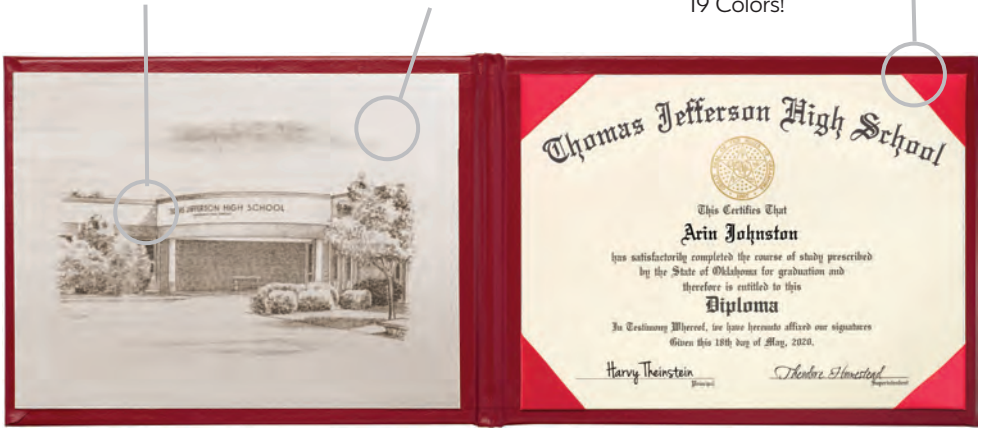 19 Colors!
JEFFERSON HIGH SCHOOL
Thomas Jefferson High School
This Certifies That
Arin Johnston
has satisfactorily completed the course of study prescribed
by the State of Oklahoma for graduation and
therefore is entitled to this
Diploma
In Testimony Whereof, we have hereunto affixed our signatures
Given this 18th day of May, 2020.
Harvy Theinstein
Principal
Theodore Homestead
Superintendent